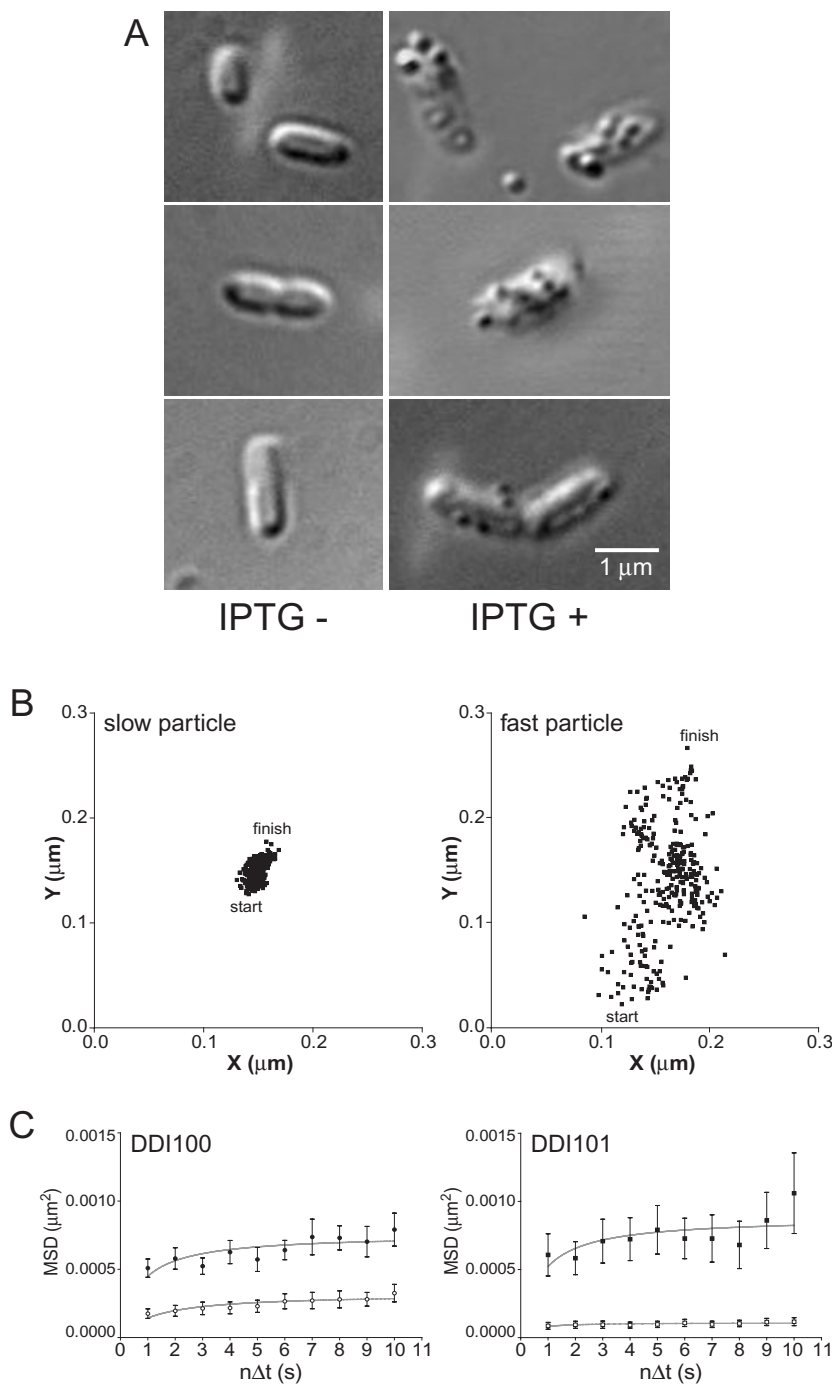 A
1 μm
IPTG -
IPTG +
B
slow particle
fast particle
0.3
0.2
0.1
0.0
Y (μm)
finish
start
0.0
0.1
0.2
0.3
X (μm)
0.3
0.2
0.1
0.0
Y (μm)
finish
start
0.0
0.1
0.2
0.3
X (μm)
C
DDI100
0.0015
0.0010
0.0005
0.0000
MSD (μm²)
0 1 2 3 4 5 6 7 8 9 10 11
nΔt (s)
DDI101
0.0015
0.0010
0.0005
0.0000
MSD (μm²)
0 1 2 3 4 5 6 7 8 9 10 11
nΔt (s)